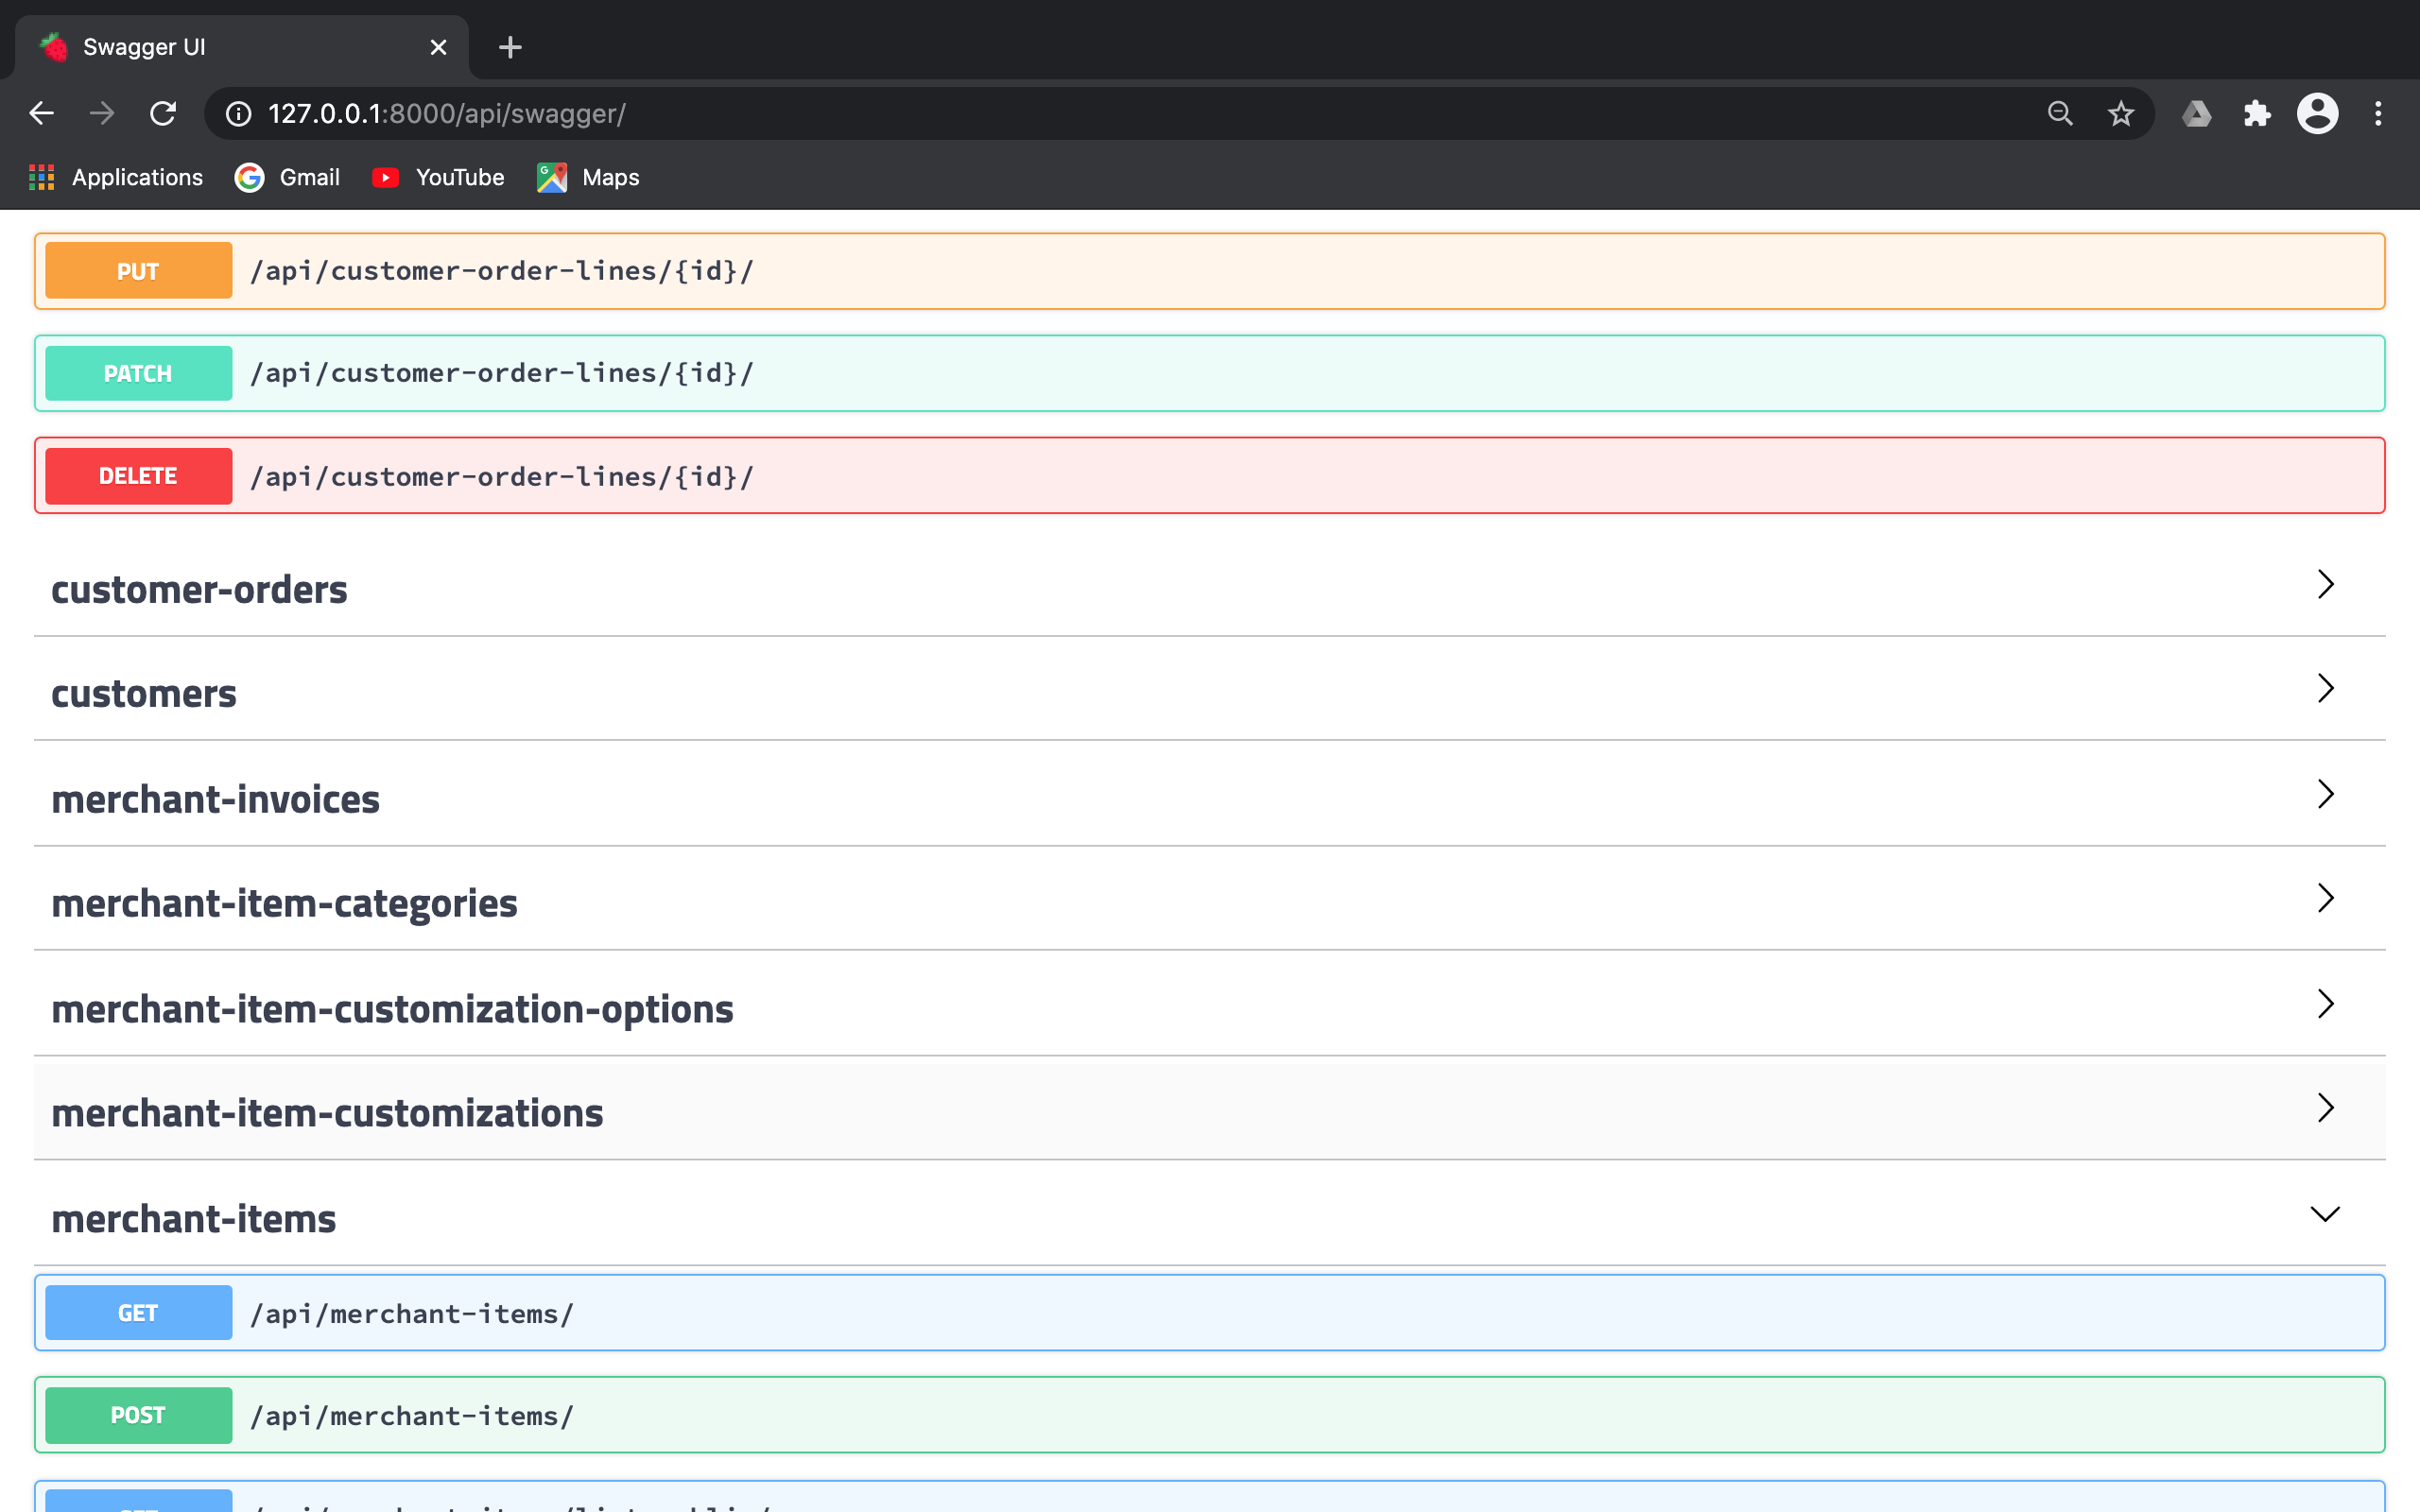 Swagger UI
127.0.0.1:8000/api/swagger/
Applications Gmail YouTube Maps
PUT /api/customer-order-lines/{id}/
PATCH /api/customer-order-lines/{id}/
DELETE /api/customer-order-lines/{id}/
customer-orders
customers
merchant-invoices
merchant-item-categories
merchant-item-customization-options
merchant-item-customizations
merchant-items
GET /api/merchant-items/
POST /api/merchant-items/